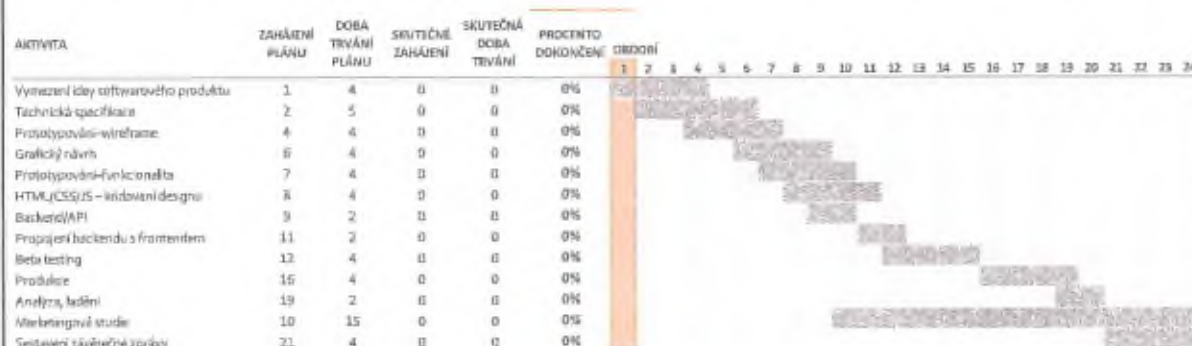 AKTIVITA ZAHÁJENÍ PLÁNU DOBA TRVÁNÍ PLÁNU SKUTEČNÉ ZAHÁJENÍ SKUTEČNÁ DOBA TRVÁNÍ PROCENTO DOKONČENÍ OBDOBÍ
1 2 3 4 5 6 7 8 9 10 11 12 13 14 15 16 17 18 19 20 21 22 23 24
Vymezení idey softwarového produktu 1 4 0 0 0%
Technická specifikace 2 5 0 0 0%
Prototypování-wireframe 4 4 0 0 0%
Grafický návrh 6 4 0 0 0%
Prototypování-funkcionalita 7 4 0 0 0%
HTML/CSS/JS – kódovaní designu 8 4 0 0 0%
Backend/API 9 2 0 0 0%
Propojení backendu s frontendem 11 2 0 0 0%
Beta testing 12 4 0 0 0%
Produkce 16 4 0 0 0%
Analýza, ladění 19 2 0 0 0%
Marketingová studie 10 15 0 0 0%
Sestavení závěrečné zprávy 21 4 0 0 0%